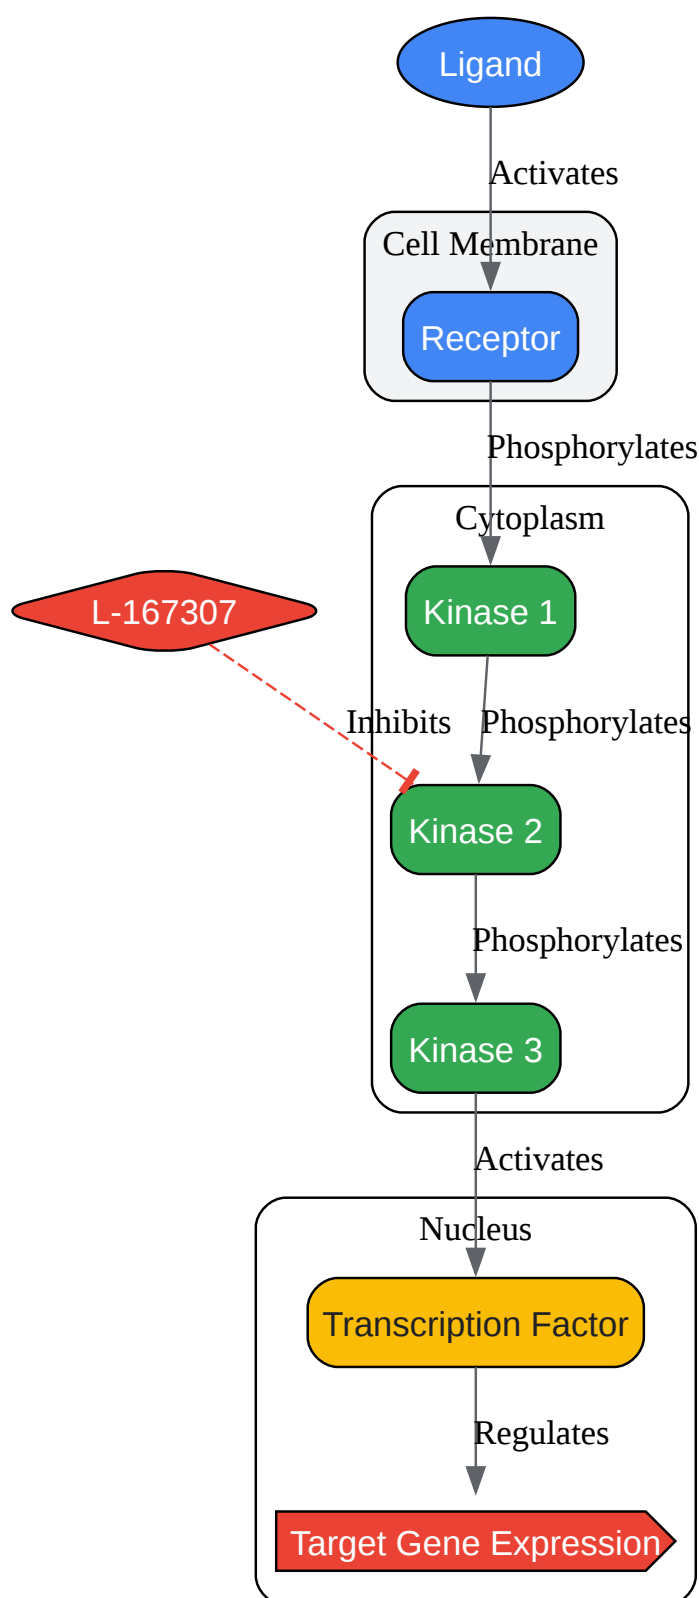 Ligand
Activates
Cell Membrane
Receptor
Phosphorylates
Cytoplasm
L-167307
Kinase 1
Inhibits
Phosphorylates
Kinase 2
Phosphorylates
Kinase 3
Activates
Nucleus
Transcription Factor
Regulates
Target Gene Expression